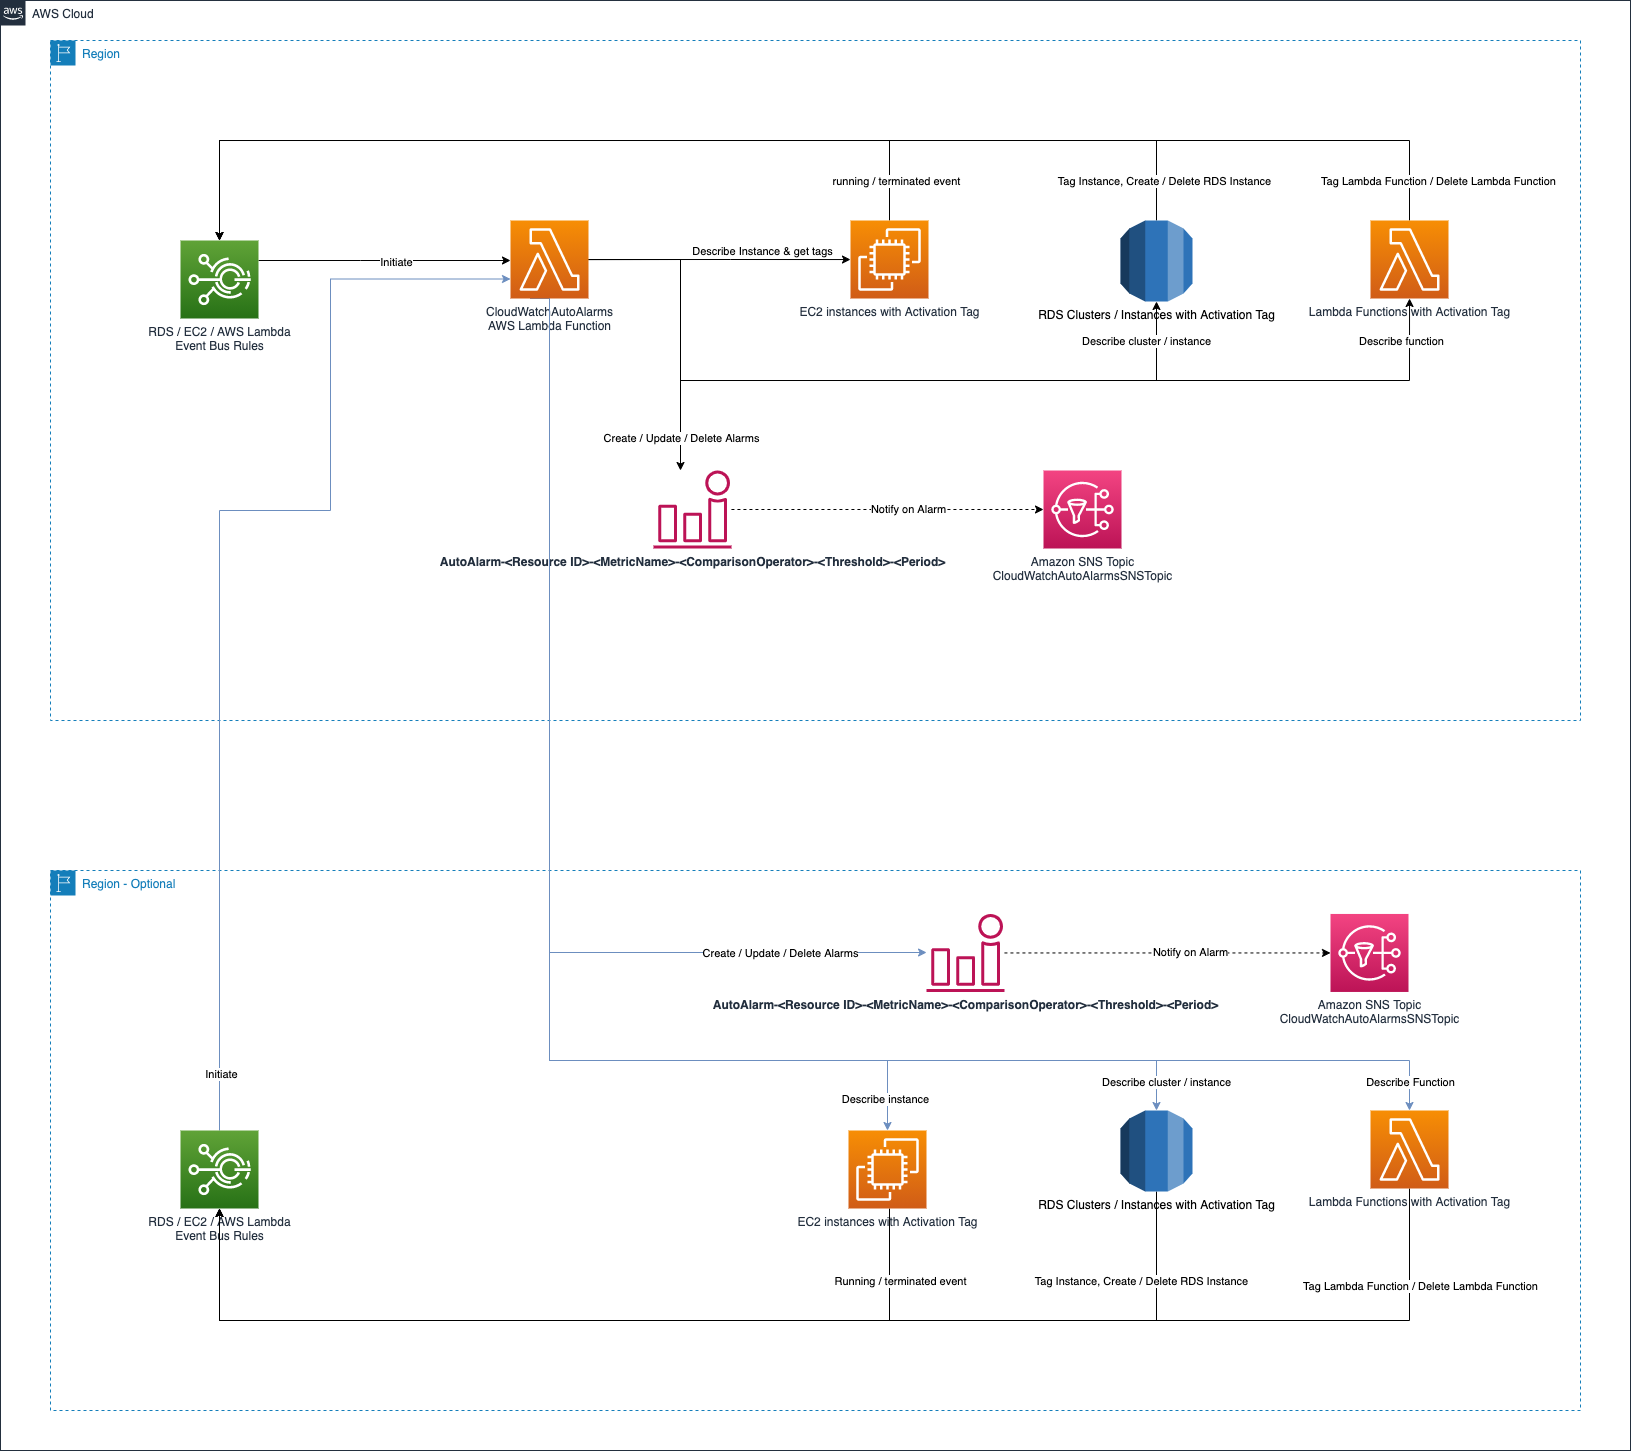 aws
AWS Cloud
Region
running / terminated event
Tag Instance, Create / Delete RDS Instance
Tag Lambda Function / Delete Lambda Function
Initiate
Describe Instance & get tags
RDS / EC2 / AWS Lambda
Event Bus Rules
CloudWatchAutoAlarms
AWS Lambda Function
EC2 instances with Activation Tag
RDS Clusters / Instances with Activation Tag
Lambda Functions with Activation Tag
Describe cluster / instance
Describe function
Create / Update / Delete Alarms
Notify on Alarm
AutoAlarm-<Resource ID>-<MetricName>-<ComparisonOperator>-<Threshold>-<Period>
Amazon SNS Topic
CloudWatchAutoAlarmsSNSTopic
Region - Optional
Create / Update / Delete Alarms
Notify on Alarm
AutoAlarm-<Resource ID>-<MetricName>-<ComparisonOperator>-<Threshold>-<Period>
Amazon SNS Topic
CloudWatchAutoAlarmsSNSTopic
Initiate
Describe instance
Describe cluster / instance
Describe Function
RDS / EC2 / AWS Lambda
Event Bus Rules
EC2 instances with Activation Tag
RDS Clusters / Instances with Activation Tag
Lambda Functions with Activation Tag
Running / terminated event
Tag Instance, Create / Delete RDS Instance
Tag Lambda Function / Delete Lambda Function